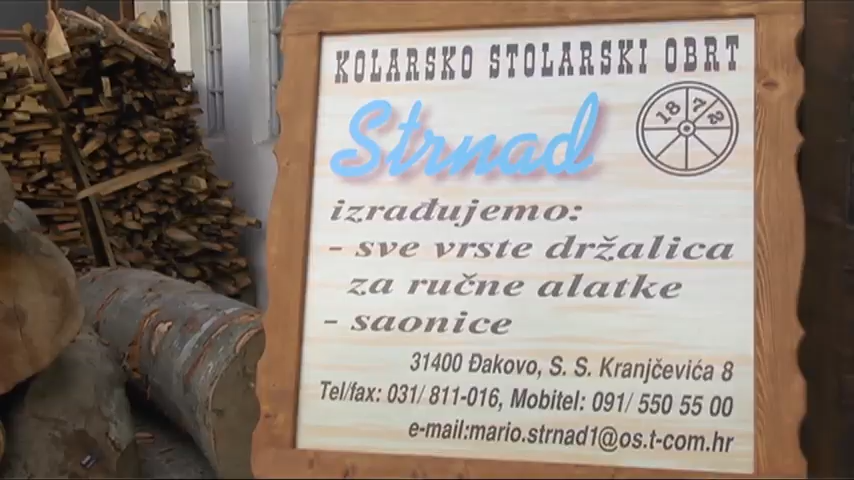 KOLARSKO STOLARSKI OBRT
Strnad
1872
izrađujemo:
- sve vrste držalica
za ručne alatke
- saonice
31400 Đakovo, S. S. Kranjčevića 8
Tel/fax: 031/ 811-016, Mobitel: 091/ 550 55 00
e-mail:mario.strnad1@os.t-com.hr